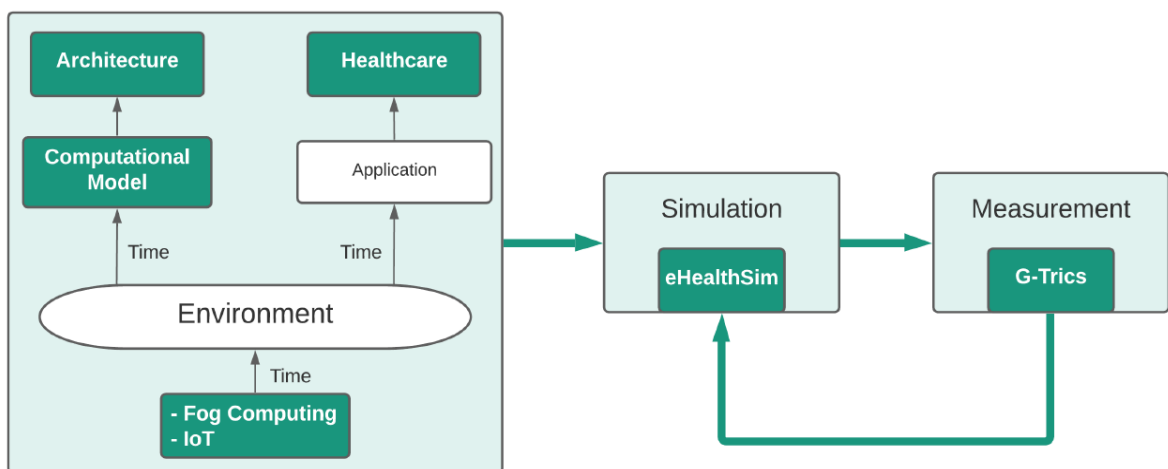 Architecture
Healthcare
Computational
Model
Application
Time
Time
Environment
Time
- Fog Computing
- IoT
Simulation
eHealthSim
Measurement
G-Trics